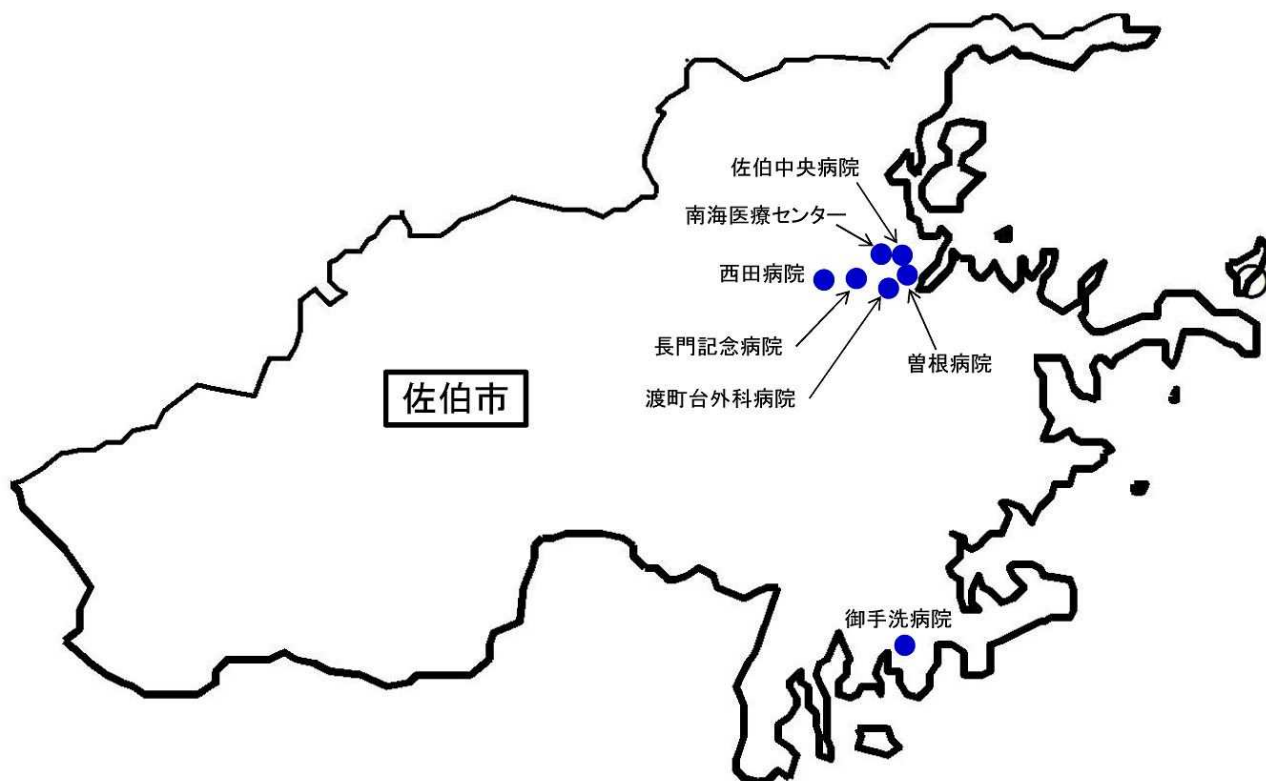 佐伯中央病院
南海医療センター
西田病院
長門記念病院
曽根病院
渡町台外科病院
佐伯市
御手洗病院